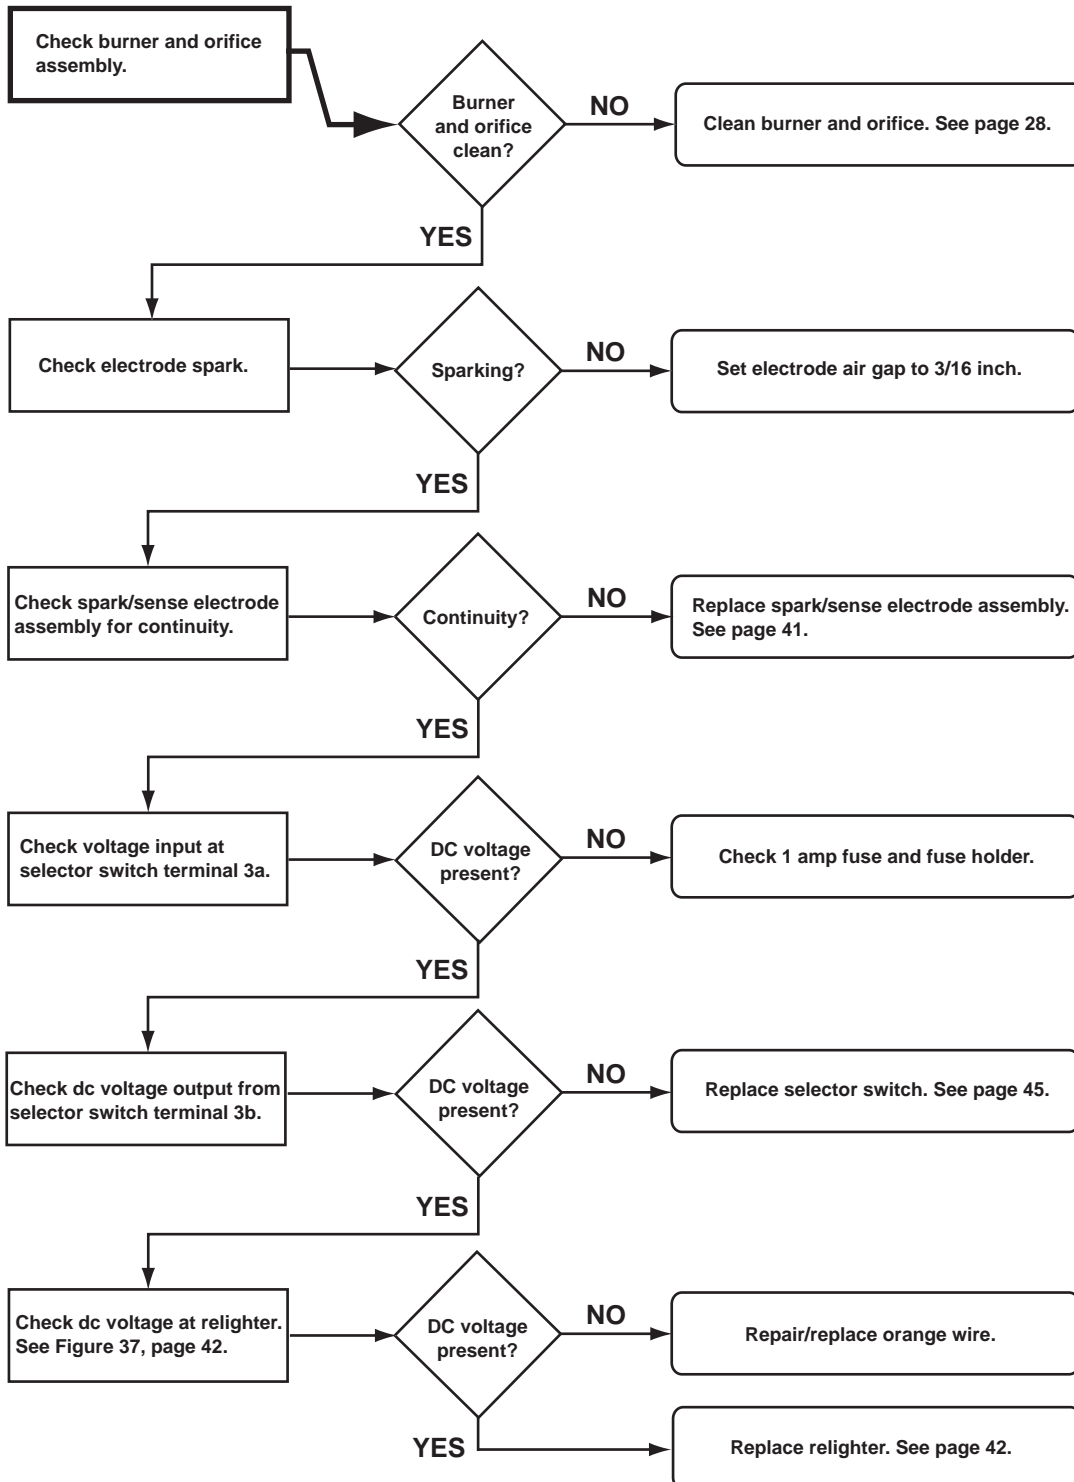 Check burner and orifice
assembly.
Burner
and orifice
clean?
NO
Clean burner and orifice. See page 28.
YES
Check electrode spark.
Sparking?
NO
Set electrode air gap to 3/16 inch.
YES
Check spark/sense electrode
assembly for continuity.
Continuity?
NO
Replace spark/sense electrode assembly.
See page 41.
YES
Check voltage input at
selector switch terminal 3a.
DC voltage
present?
NO
Check 1 amp fuse and fuse holder.
YES
Check dc voltage output from
selector switch terminal 3b.
DC voltage
present?
NO
Replace selector switch. See page 45.
YES
Check dc voltage at relighter.
See Figure 37, page 42.
DC voltage
present?
NO
Repair/replace orange wire.
YES
Replace relighter. See page 42.